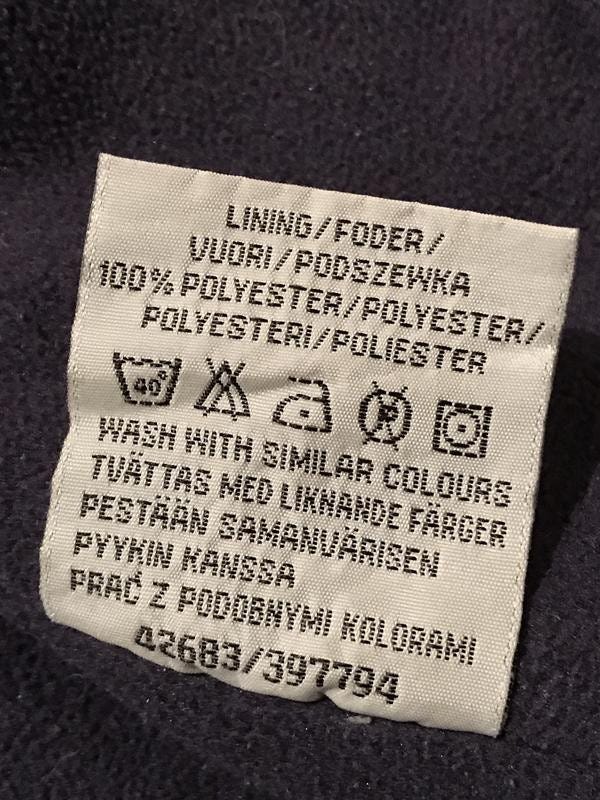 LINING/FODER/
VUORI/PODSZEWKA
100% POLYESTER/POLYESTER/
POLYESTERI/POLIESTER
40°
P
WASH WITH SIMILAR COLOURS
TVÄTTAS MED LIKNANDE FÄRGER
PESTÄÄN SAMANVÄRISEN
PYYKIN KANSSA
PRAĆ Z PODOBNYMI KOLORAMI
42683/397794